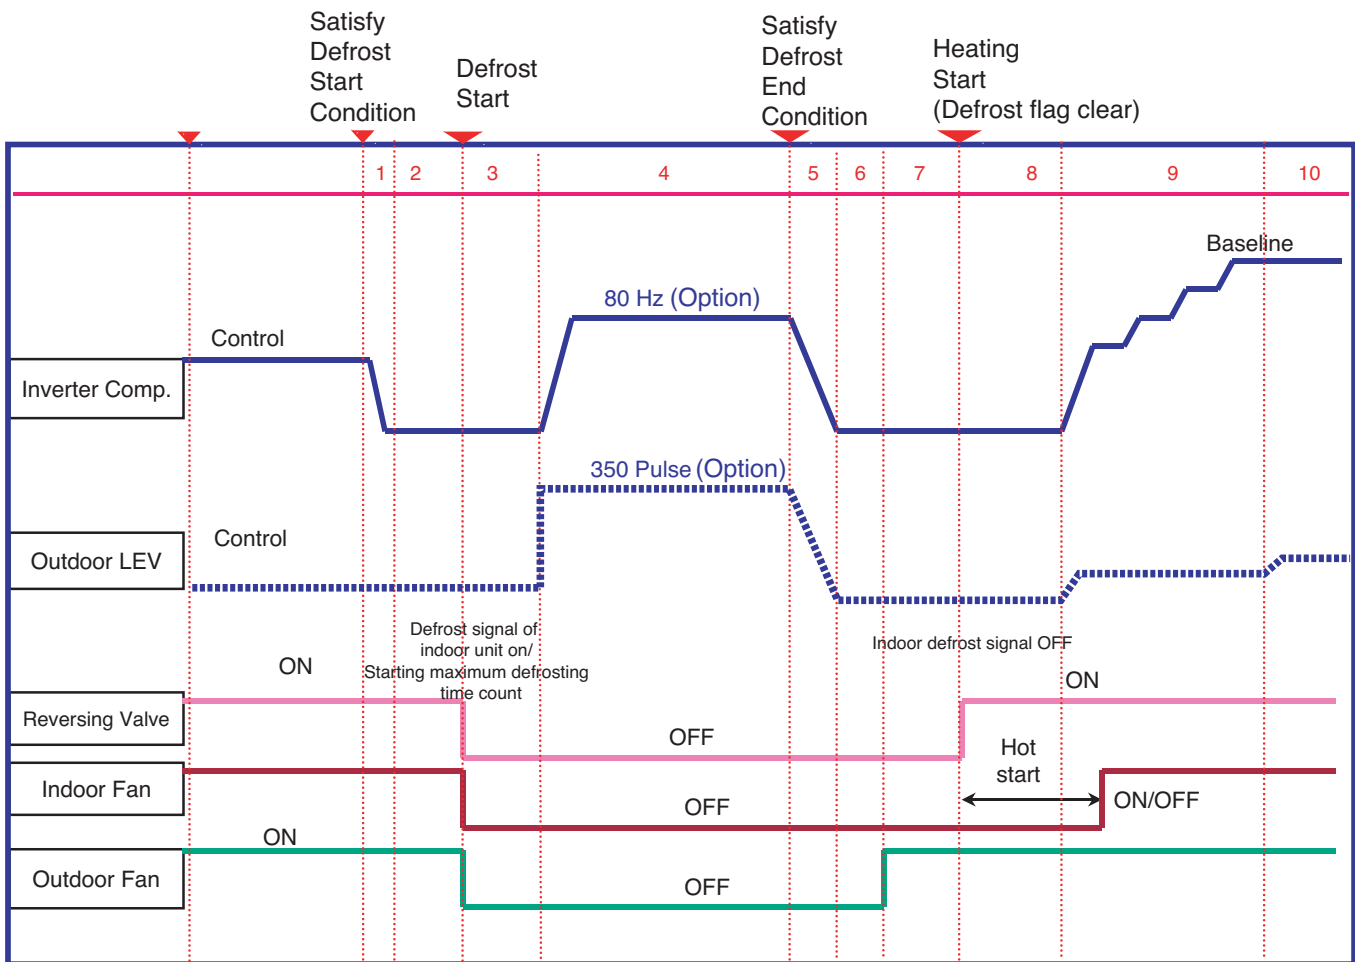 Satisfy
Defrost
Start
Condition
Defrost
Start
Satisfy
Defrost
End
Condition
Heating
Start
(Defrost flag clear)
1 2 3 4 5 6 7 8 9 10
Baseline
80 Hz (Option)
Control
Inverter Comp.
350 Pulse (Option)
Control
Outdoor LEV
Defrost signal of
indoor unit on/
Starting maximum defrosting
time count
Indoor defrost signal OFF
ON
ON
Reversing Valve
OFF
Hot
start
Indoor Fan
OFF
ON/OFF
ON
Outdoor Fan
OFF